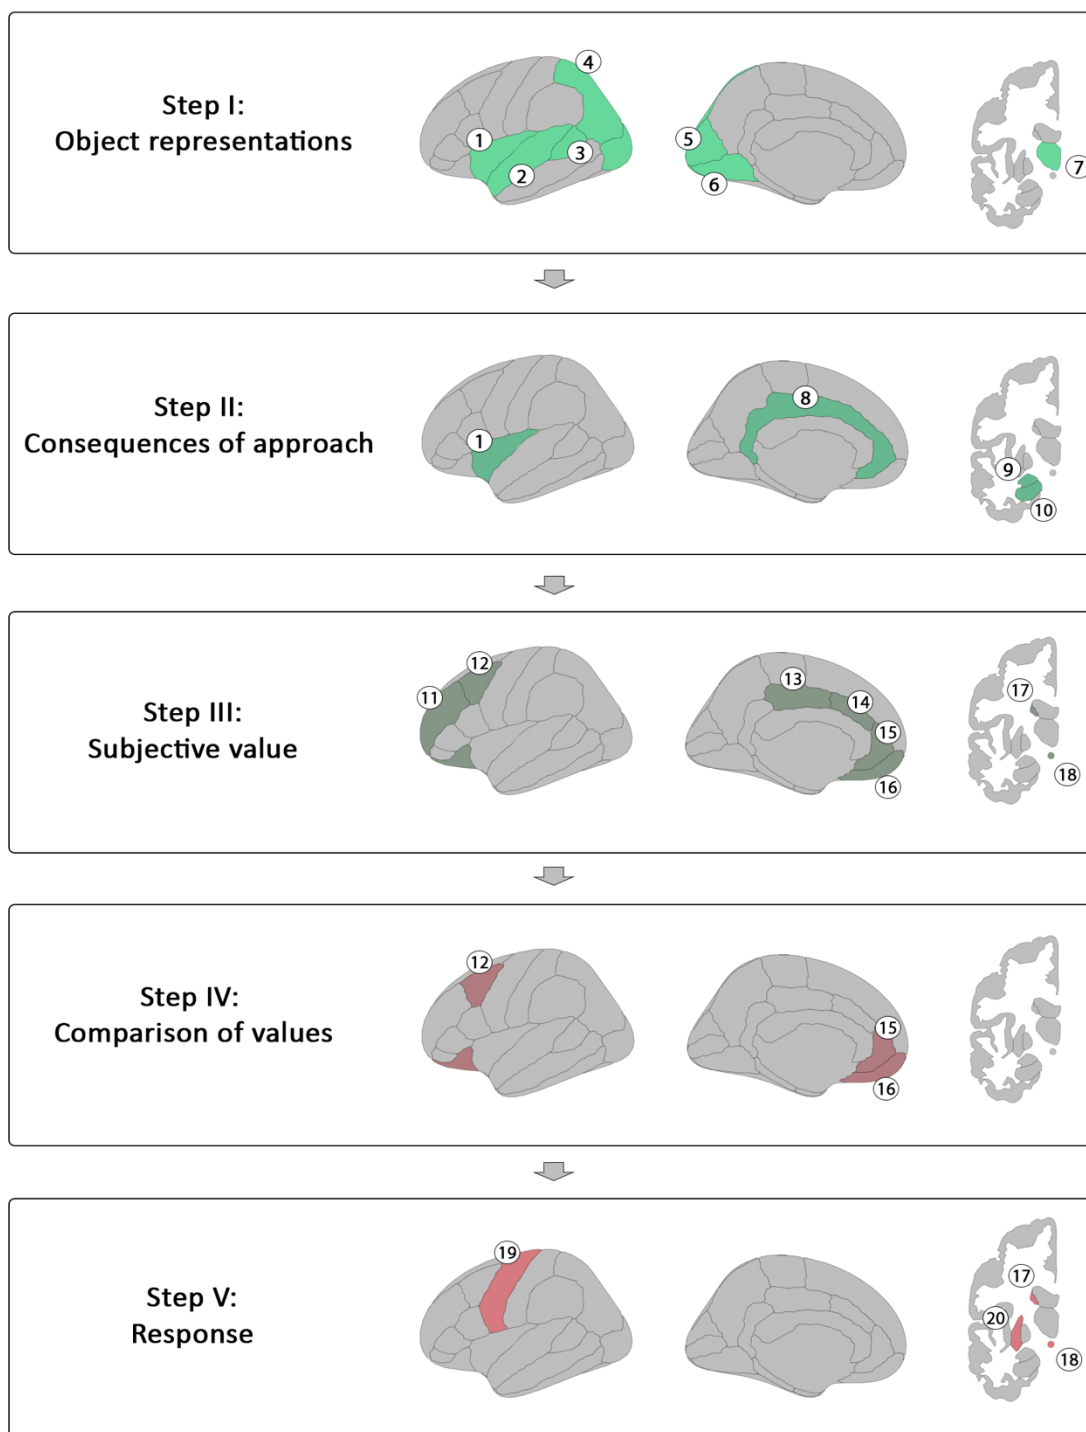 Step I:
Object representations
1
2
3
4
5
6
7
Step II:
Consequences of approach
1
8
9
10
Step III:
Subjective value
11
12
13
14
15
16
17
18
Step IV:
Comparison of values
12
15
16
Step V:
Response
19
17
20
18